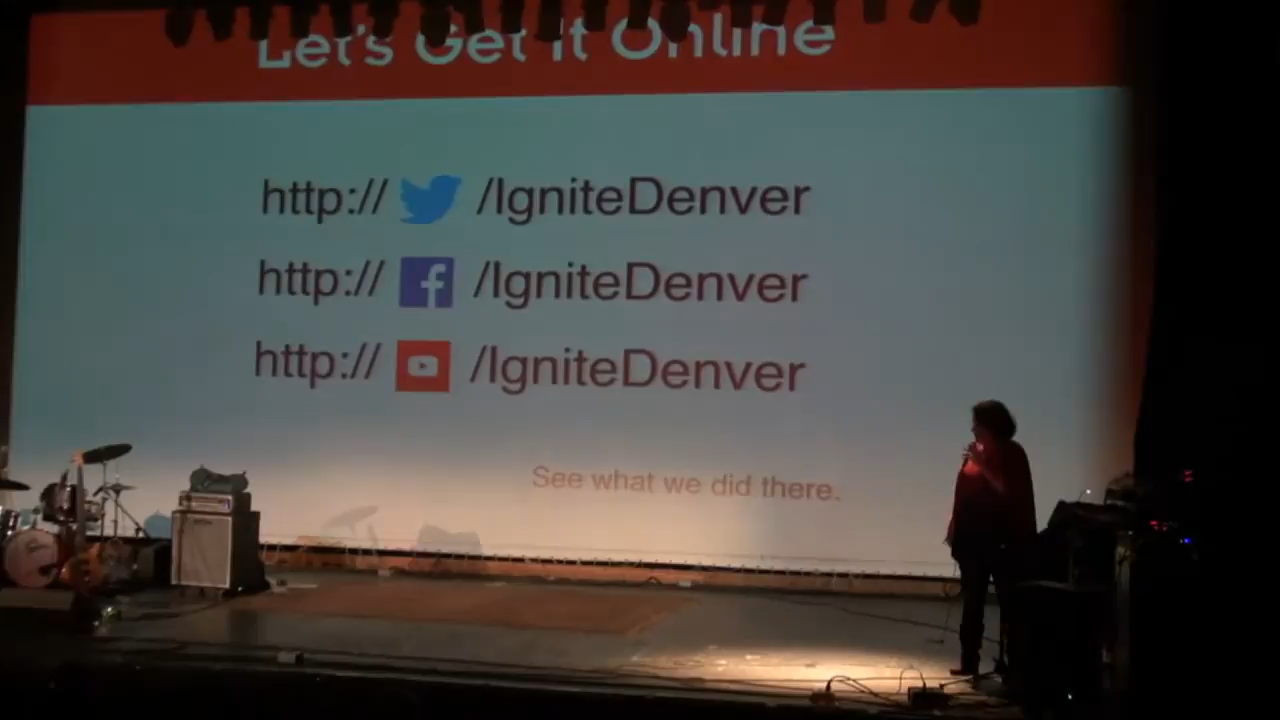 Let's Get It Online
http:// /IgniteDenver
http:// /IgniteDenver
http:// /IgniteDenver
See what we did there.